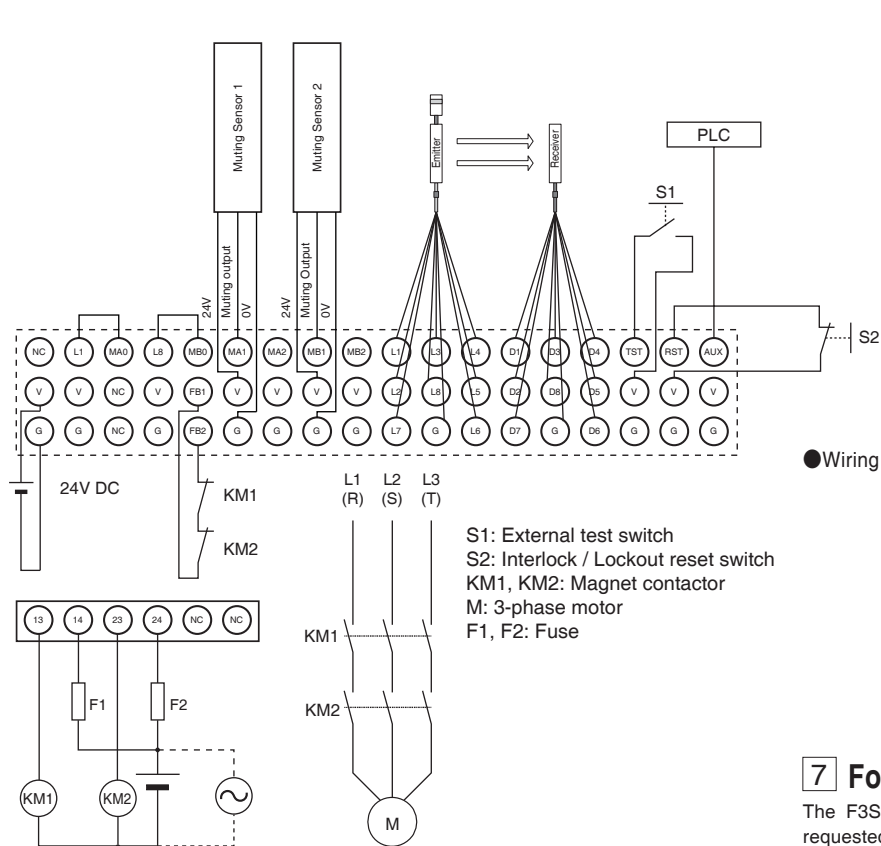 Muting Sensor 1
Muting Sensor 2
Emitter
Receiver
PLC
S1
24V
Muting output
0V
24V
Muting Output
0V
NC L1 MA0 L8 MB0 MA1 MA2 MB1 MB2 L1 L3 L4 D1 D3 D4 TST RST AUX
S2
V V NC V FB1 V V V V L2 L8 L5 D2 D8 D5 V V V
G G NC G FB2 G G G G L7 G L6 D7 G D6 G G G
●Wiring
24V DC
KM1
KM2
L1 L2 L3
(R) (S) (T)
S1: External test switch
S2: Interlock / Lockout reset switch
KM1, KM2: Magnet contactor
M: 3-phase motor
F1, F2: Fuse
13 14 23 24 NC NC
KM1
F1 F2
KM2
KM1 KM2
M
7 Fo
The F3S
requested